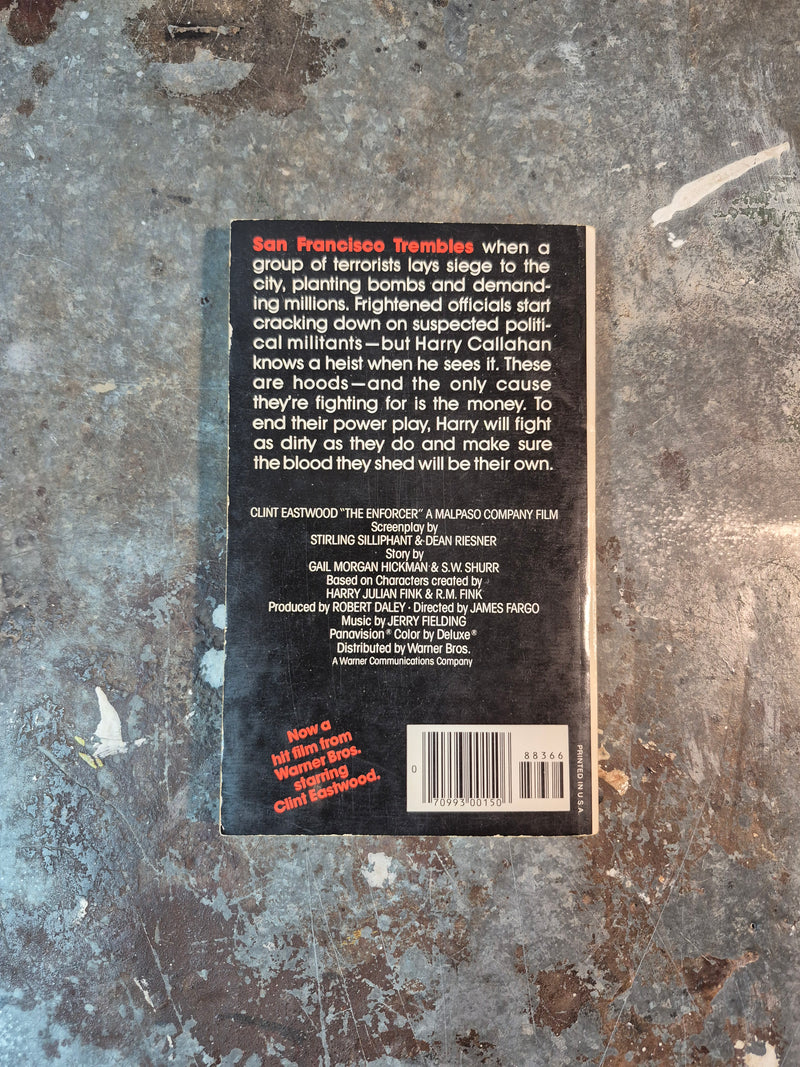 San Francisco Trembles when a
group of terrorists lays siege to the
city, planting bombs and demand-
ing millions. Frightened officials start
cracking down on suspected politi-
cal militants—but Harry Callahan
knows a heist when he sees it. These
are hoods—and the only cause
they're fighting for is the money. To
end their power play, Harry will fight
as dirty as they do and make sure
the blood they shed will be their own.
CLINT EASTWOOD "THE ENFORCER" A MALPASO COMPANY FILM
Screenplay by
STIRLING SILLIPHANT & DEAN RIESNER
Story by
GAIL MORGAN HICKMAN & S.W. SHURR
Based on Characters created by
HARRY JULIAN FINK & R.M. FINK
Produced by ROBERT DALEY · Directed by JAMES FARGO
Music by JERRY FIELDING
Panavision® Color by Deluxe®
Distributed by Warner Bros.
A Warner Communications Company
Now a
hit film from
Warner Bros.
starring
Clint Eastwood.
88366
0
70993 00150
PRINTED IN U.S.A.